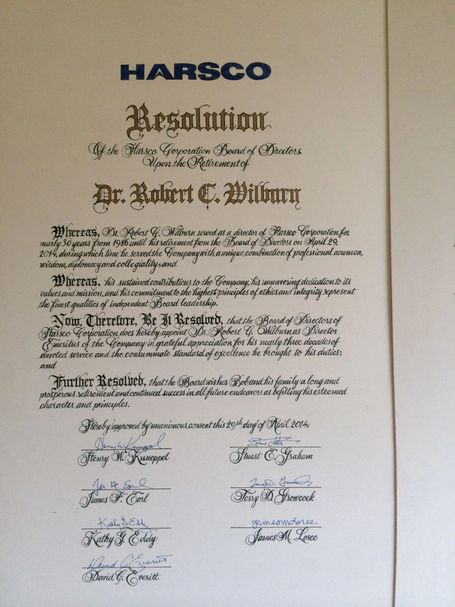 HARSCO
Resolution
Of the Harsco Corporation Board of Directors
Upon the Retirement of
Dr. Robert C. Wilburn
Whereas, Dr. Robert C. Wilburn served as a director of Harsco Corporation for
nearly 30 years from 1986 until his retirement from the Board of Directors on April 29,
2014, during which time he served the Company with a unique combination of professional acumen,
wisdom, diplomacy and collegiality; and
Whereas, his sustained contributions to the Company, his unwavering dedication to its
values and mission, and his commitment to the highest principles of ethics and integrity represent
the finest qualities of independent Board leadership.
Now, Therefore, Be It Resolved, that the Board of Directors of
Harsco Corporation does hereby appoint Dr. Robert C. Wilburn as Director
Emeritus of the Company in grateful appreciation for his nearly three decades of
devoted service and the consummate standard of excellence he brought to his duties;
and
Further Resolved, that the Board wishes Bob and his family a long and
prosperous retirement and continued success in all future endeavors as befitting his esteemed
character and principles.
Hereby approved by unanimous consent this 29th day of April 2014.
Henry W. Knueppel
Stuart E. Graham
James F. Earl
Terry D. Growcock
Kathy G. Eddy
James M. Loree
David C. Everitt